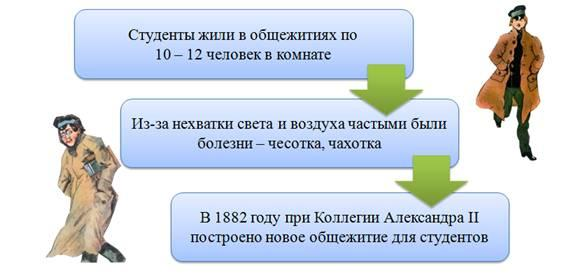 Студенты жили в общежитиях по
10 – 12 человек в комнате
Из-за нехватки света и воздуха частыми были
болезни – чесотка, чахотка
В 1882 году при Коллегии Александра II
построено новое общежитие для студентов